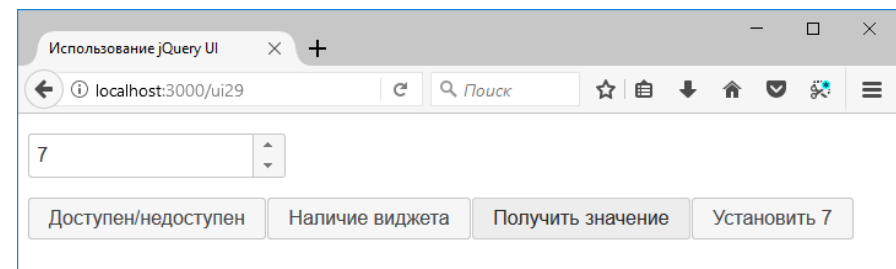 Использование jQuery UI
localhost:3000/ui29
Поиск
7
Доступен/недоступен Наличие виджета Получить значение Установить 7